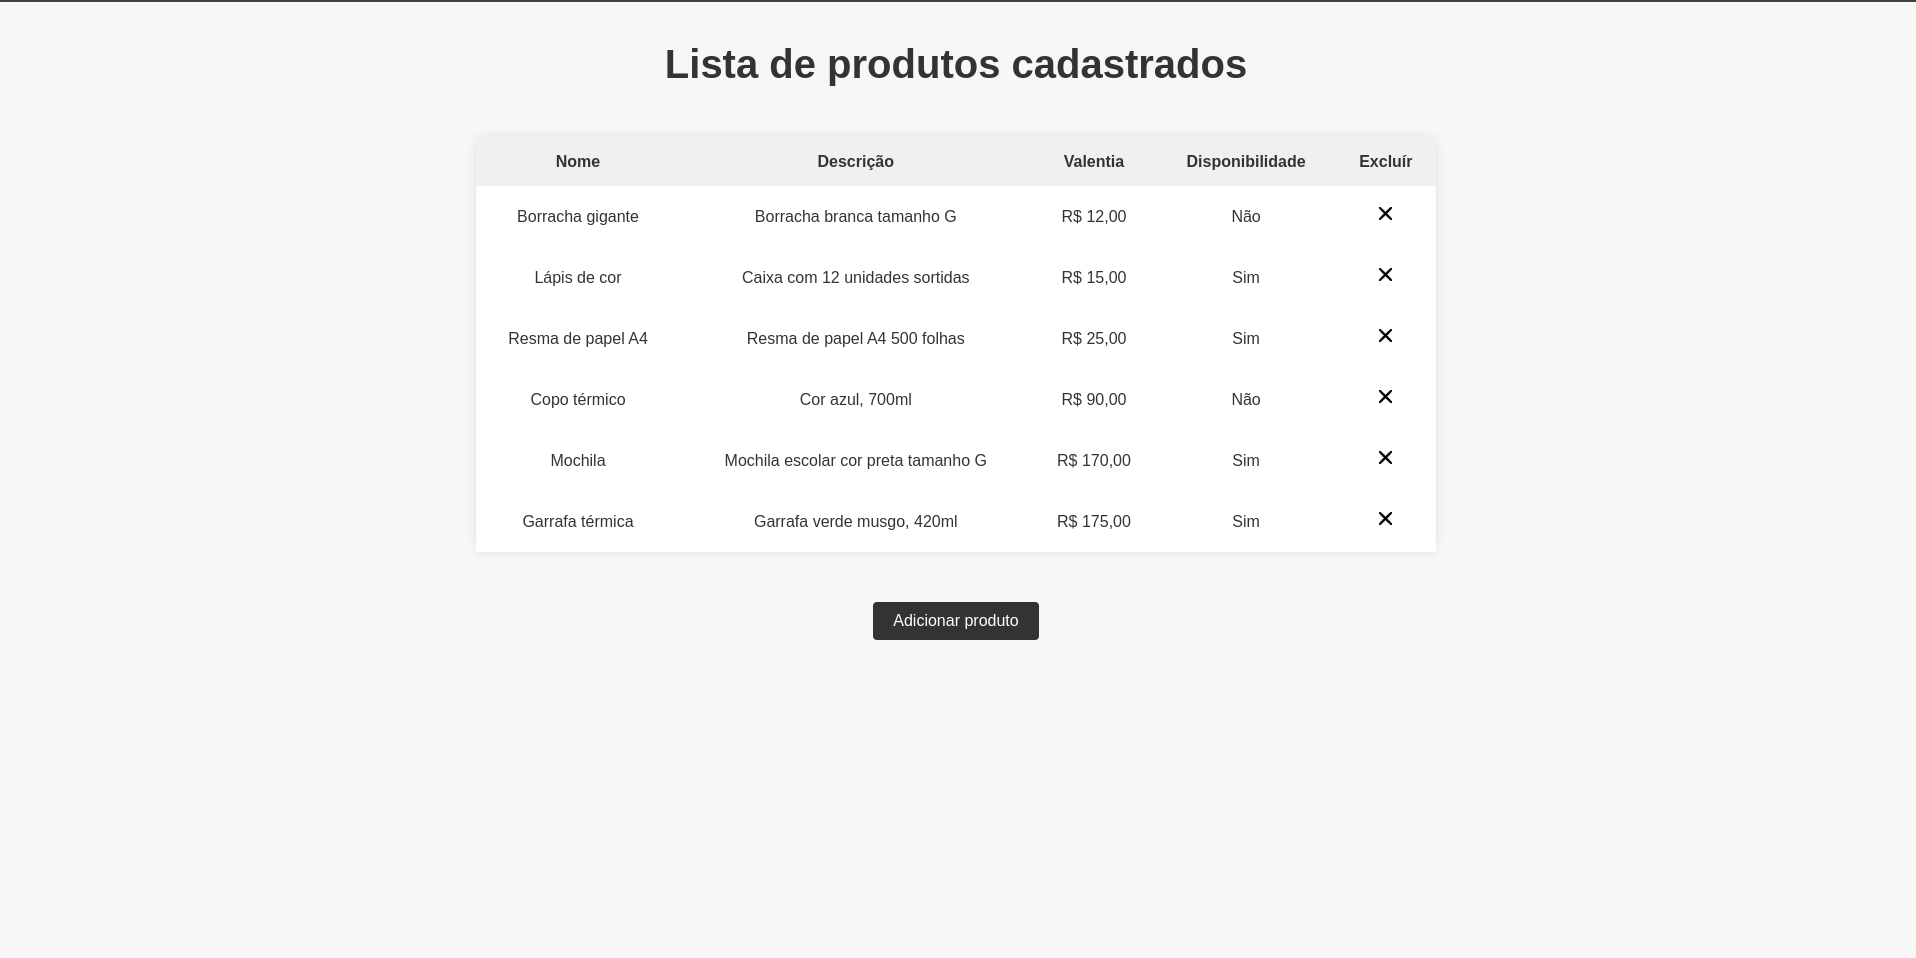 Lista de produtos cadastrados
Nome Descrição Valentia Disponibilidade Excluír
Borracha gigante Borracha branca tamanho G R$ 12,00 Não
Lápis de cor Caixa com 12 unidades sortidas R$ 15,00 Sim
Resma de papel A4 Resma de papel A4 500 folhas R$ 25,00 Sim
Copo térmico Cor azul, 700ml R$ 90,00 Não
Mochila Mochila escolar cor preta tamanho G R$ 170,00 Sim
Garrafa térmica Garrafa verde musgo, 420ml R$ 175,00 Sim
Adicionar produto